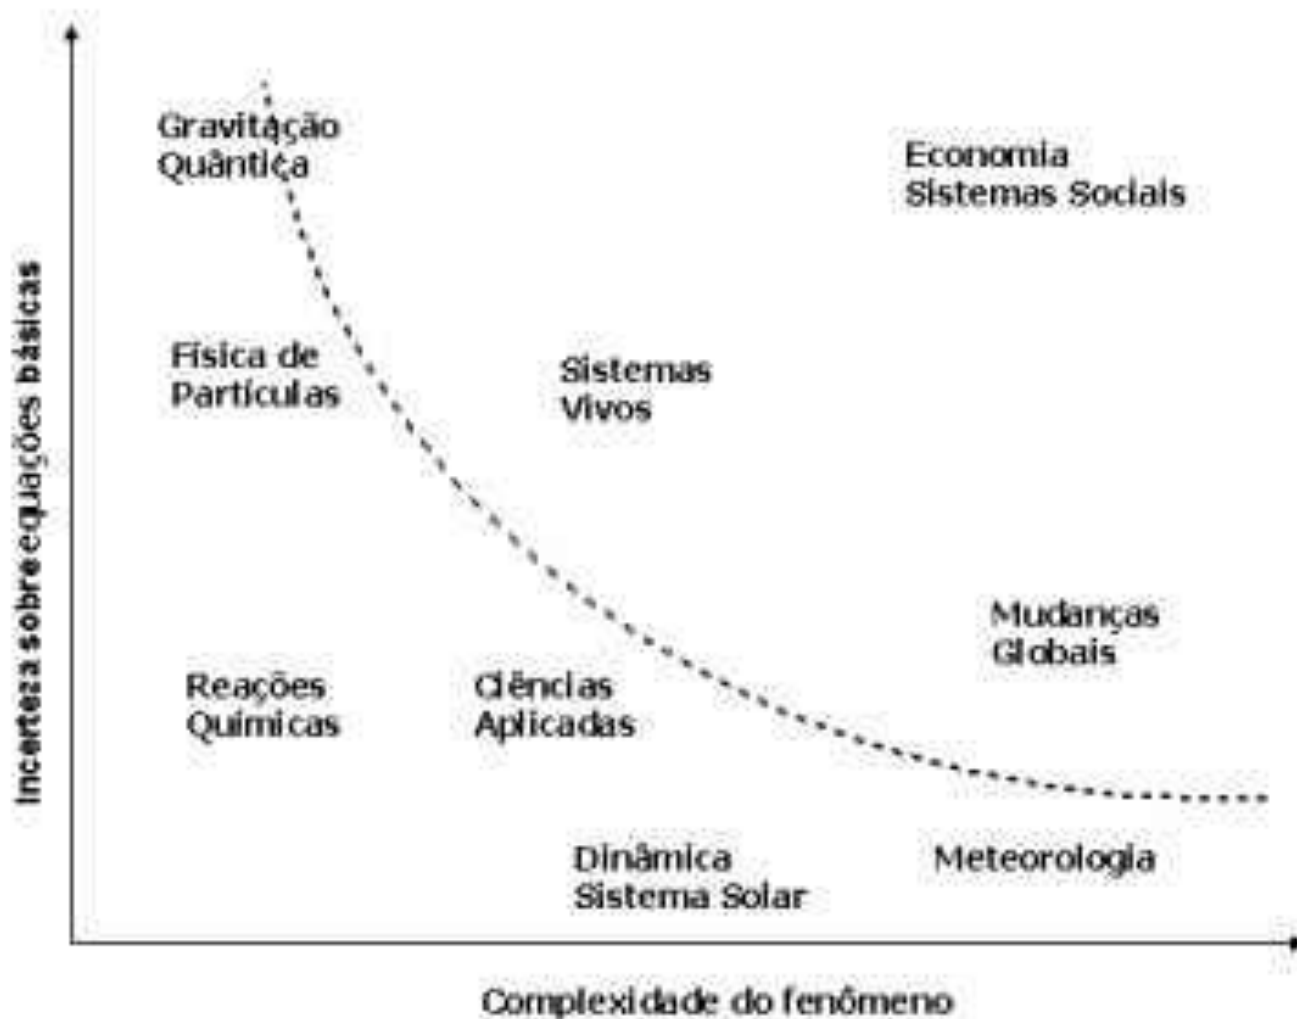 Gravitação
Quântica
Economia
Sistemas Sociais
Física de
Partículas
Sistemas
Vivos
Mudanças
Globais
Reações
Químicas
Ciências
Aplicadas
Dinâmica
Sistema Solar
Meteorologia
Incerteza sobre equações básicas
Complexidade do fenômeno